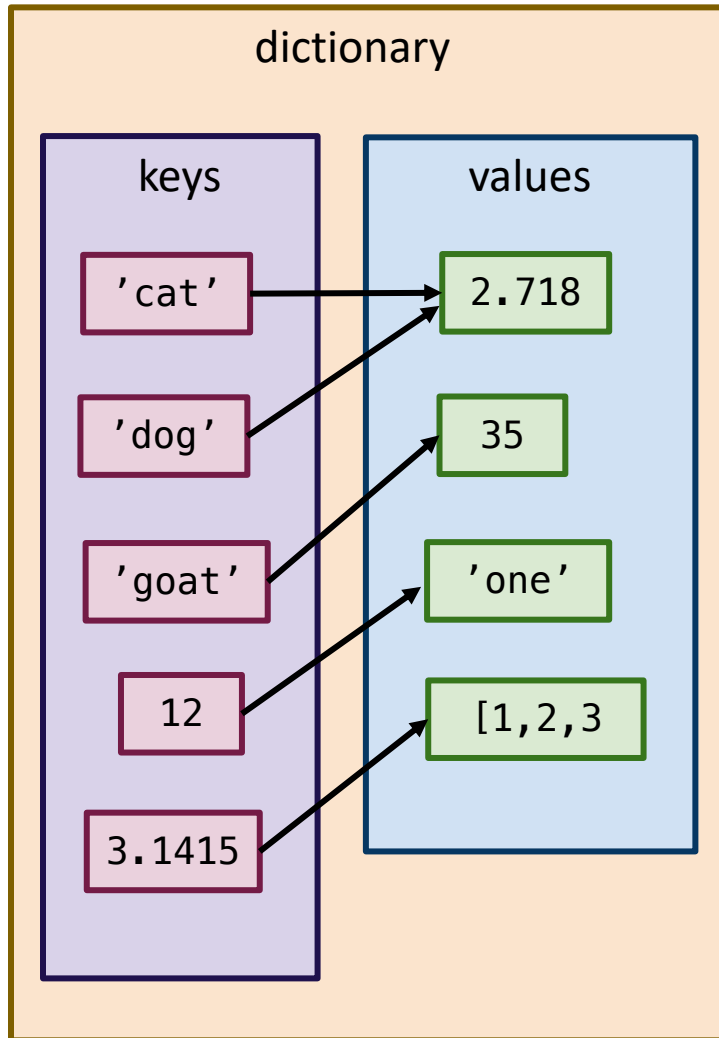 dictionary
keys
values
’cat’
2.718
’dog’
35
’goat’
’one’
12
[1,2,3
3.1415